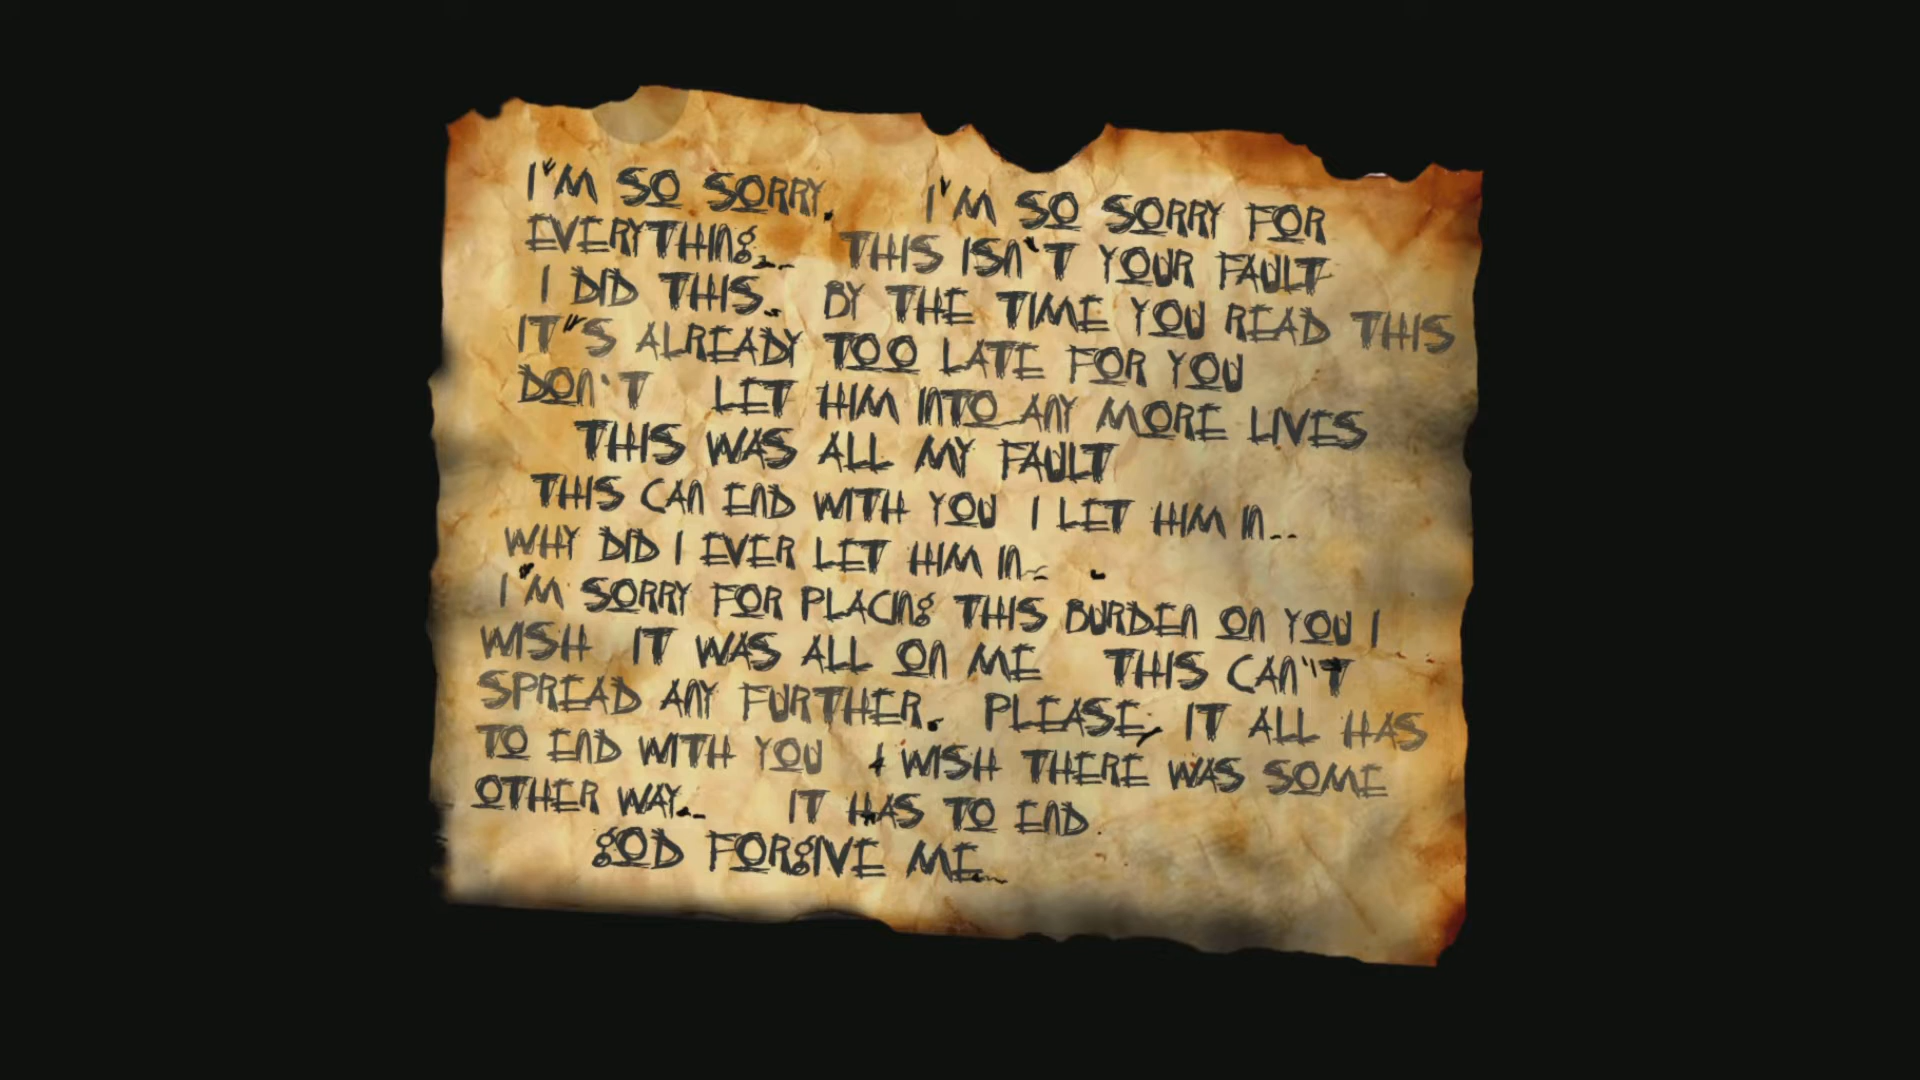 I'M SO SORRY. I'M SO SORRY FOR
EVERYTHING... THIS ISN'T YOUR FAULT
I DID THIS.. BY THE TIME YOU READ THIS
IT"S ALREADY TOO LATE FOR YOU
DON'T LET HIM INTO ANY MORE LIVES
THIS WAS ALL MY FAULT
THIS CAN END WITH YOU I LET HIM IN...
WHY DID I EVER LET HIM IN...
I'M SORRY FOR PLACING THIS BURDEN ON YOU I
WISH IT WAS ALL ON ME THIS CAN'T
SPREAD ANY FURTHER. PLEASE, IT ALL HAS
TO END WITH YOU I WISH THERE WAS SOME
OTHER WAY... IT HAS TO END.
GOD FORGIVE ME...